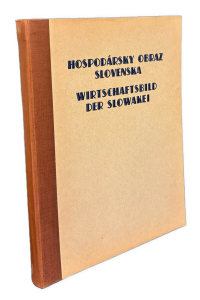 HOSPODÁRSKY OBRAZ
SLOVENSKA
WIRTSCHAFTSBILD
DER SLOWAKEI